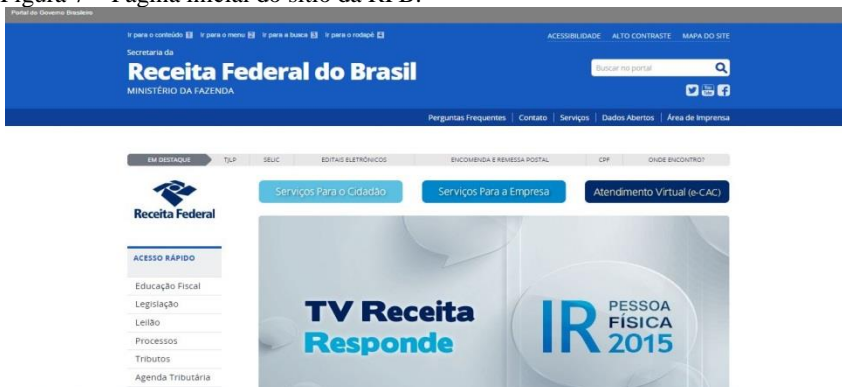 Figura 7 – Página inicial do sítio da RFB.
Portal do Governo Brasileiro
Ir para o conteúdo 1 Ir para o menu 2 Ir para a busca 3 Ir para o rodapé 4
ACESSIBILIDADE ALTO CONTRASTE MAPA DO SITE
Secretaria da
Receita Federal do Brasil
MINISTÉRIO DA FAZENDA
Buscar no portal
Perguntas Frequentes | Contato | Serviços | Dados Abertos | Área de Imprensa
EM DESTAQUE TJLP SELIC EDITAIS ELETRÔNICOS ENCOMENDA E REMESSA POSTAL CPF ONDE ENCONTRO?
Receita Federal
Serviços Para o Cidadão
Serviços Para a Empresa
Atendimento Virtual (e-CAC)
ACESSO RÁPIDO
Educação Fiscal
Legislação
Leilão
Processos
Tributos
Agenda Tributária
TV Receita
Responde
IR PESSOA
FÍSICA
2015